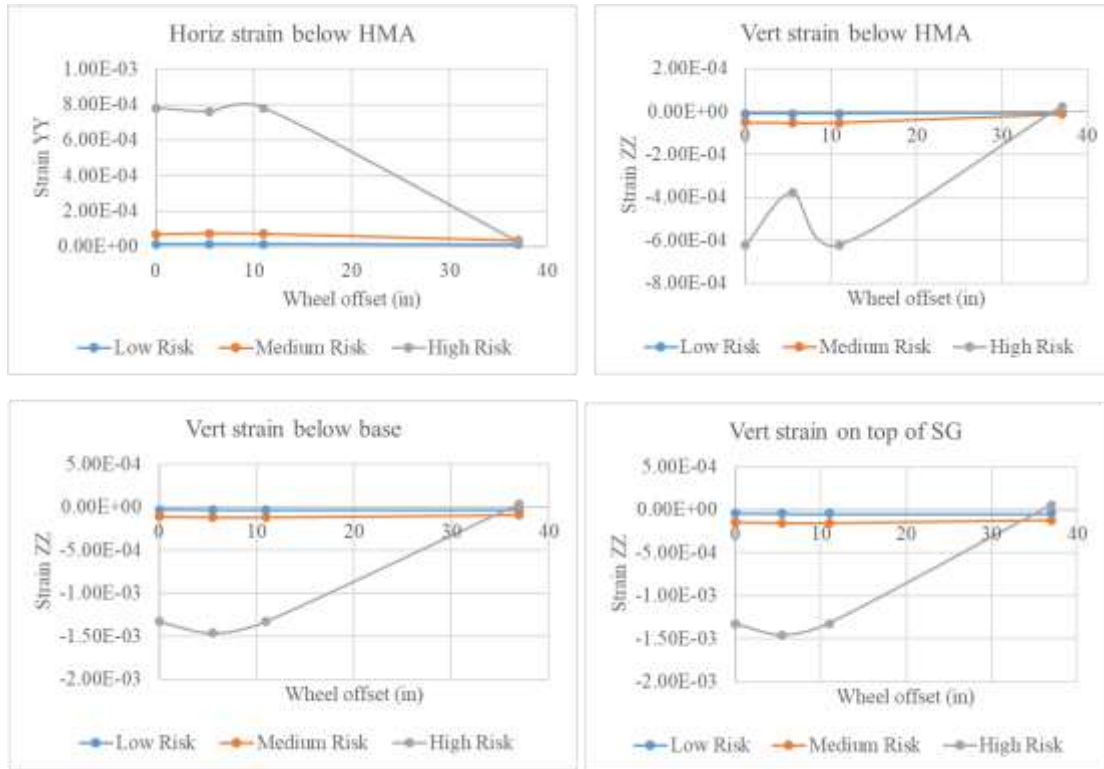 Horiz strain below HMA
1.00E-03
8.00E-04
6.00E-04
4.00E-04
2.00E-04
0.00E+00
Strain YY
0 10 20 30 40
Wheel offset (in)
Low Risk Medium Risk High Risk
Vert strain below HMA
2.00E-04
0.00E+00
-2.00E-04
-4.00E-04
-6.00E-04
-8.00E-04
Strain ZZ
0 10 20 30 40
Wheel offset (in)
Low Risk Medium Risk High Risk
Vert strain below base
5.00E-04
0.00E+00
-5.00E-04
-1.00E-03
-1.50E-03
-2.00E-03
Strain ZZ
0 10 20 30 40
Wheel offset (in)
Low Risk Medium Risk High Risk
Vert strain on top of SG
5.00E-04
0.00E+00
-5.00E-04
-1.00E-03
-1.50E-03
-2.00E-03
Strain ZZ
0 10 20 30 40
Wheel offset (in)
Low Risk Medium Risk High Risk